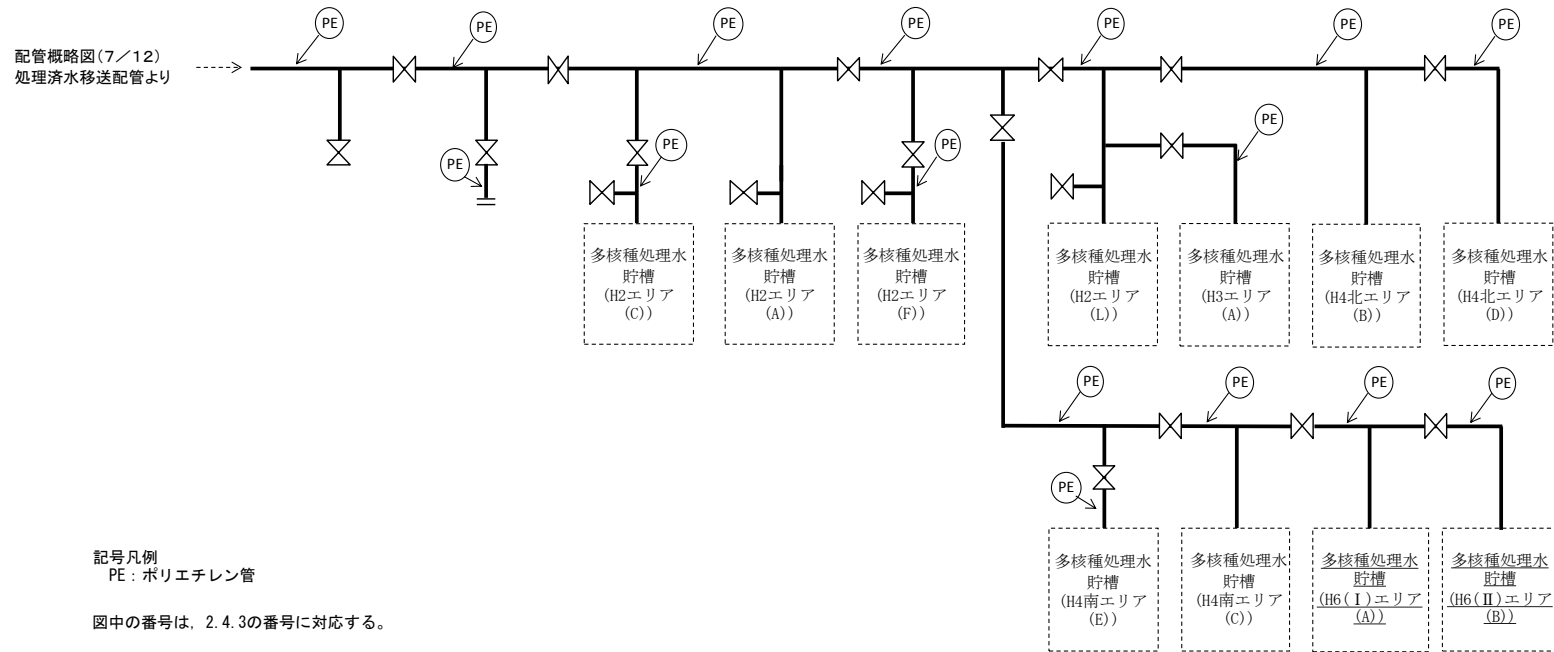 PE
PE
PE
PE
PE
PE
PE
配管概略図(7／12)
処理済水移送配管より
PE
PE
PE
PE
多核種処理水
貯槽
(H2エリア
(C))
多核種処理水
貯槽
(H2エリア
(A))
多核種処理水
貯槽
(H2エリア
(F))
多核種処理水
貯槽
(H2エリア
(L))
多核種処理水
貯槽
(H3エリア
(A))
多核種処理水
貯槽
(H4北エリア
(B))
多核種処理水
貯槽
(H4北エリア
(D))
PE
PE
PE
PE
PE
多核種処理水
貯槽
(H4南エリア
(E))
多核種処理水
貯槽
(H4南エリア
(C))
多核種処理水
貯槽
(H6(Ⅰ)エリア
(A))
多核種処理水
貯槽
(H6(Ⅱ)エリア
(B))
記号凡例
PE：ポリエチレン管
図中の番号は，2.4.3の番号に対応する。